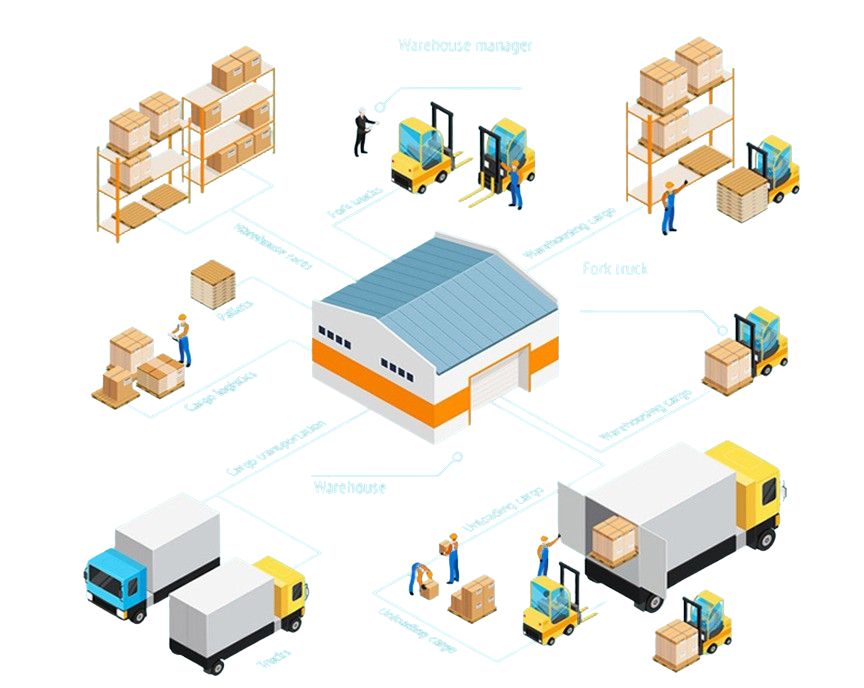 Warehouse manager
Fork trucks
Warehouse racks
Warehousing cargo
Fork truck
Pallets
Cargo logistics
Warehousing cargo
Cargo transportation
Warehouse
Unloading cargo
Unloading cargo
Trucks